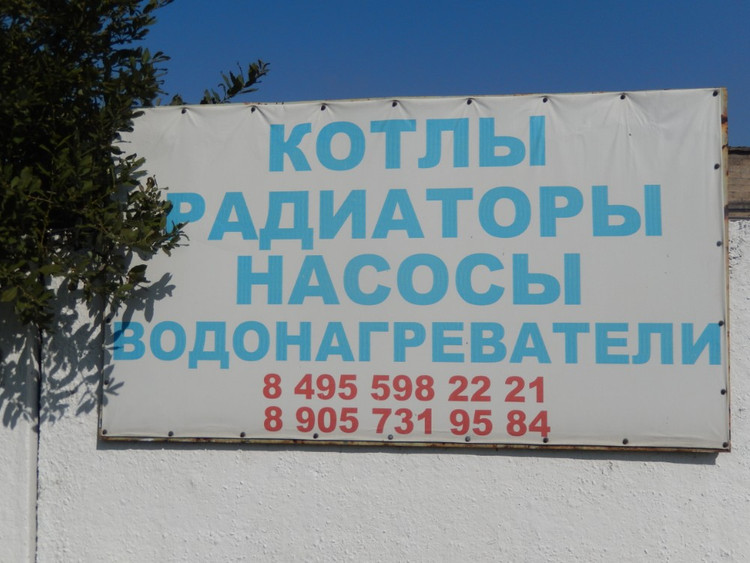 КОТЛЫ
РАДИАТОРЫ
НАСОСЫ
ВОДОНАГРЕВАТЕЛИ
8 495 598 22 21
8 905 731 95 84